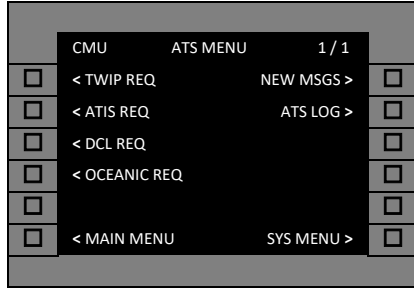 CMU ATS MENU 1 / 1
< TWIP REQ NEW MSGS >
< ATIS REQ ATS LOG >
< DCL REQ
< OCEANIC REQ
< MAIN MENU SYS MENU >